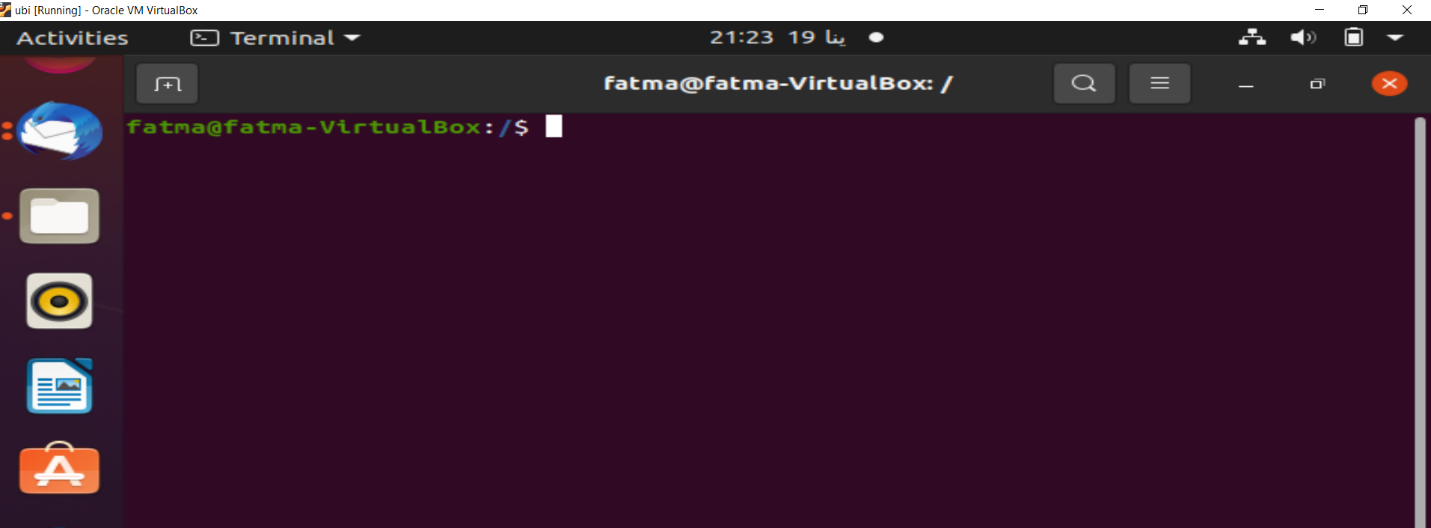 ubi [Running] - Oracle VM VirtualBox
Activities
Terminal
21:23 19 ينا
fatma@fatma-VirtualBox: /
fatma@fatma-VirtualBox:/$